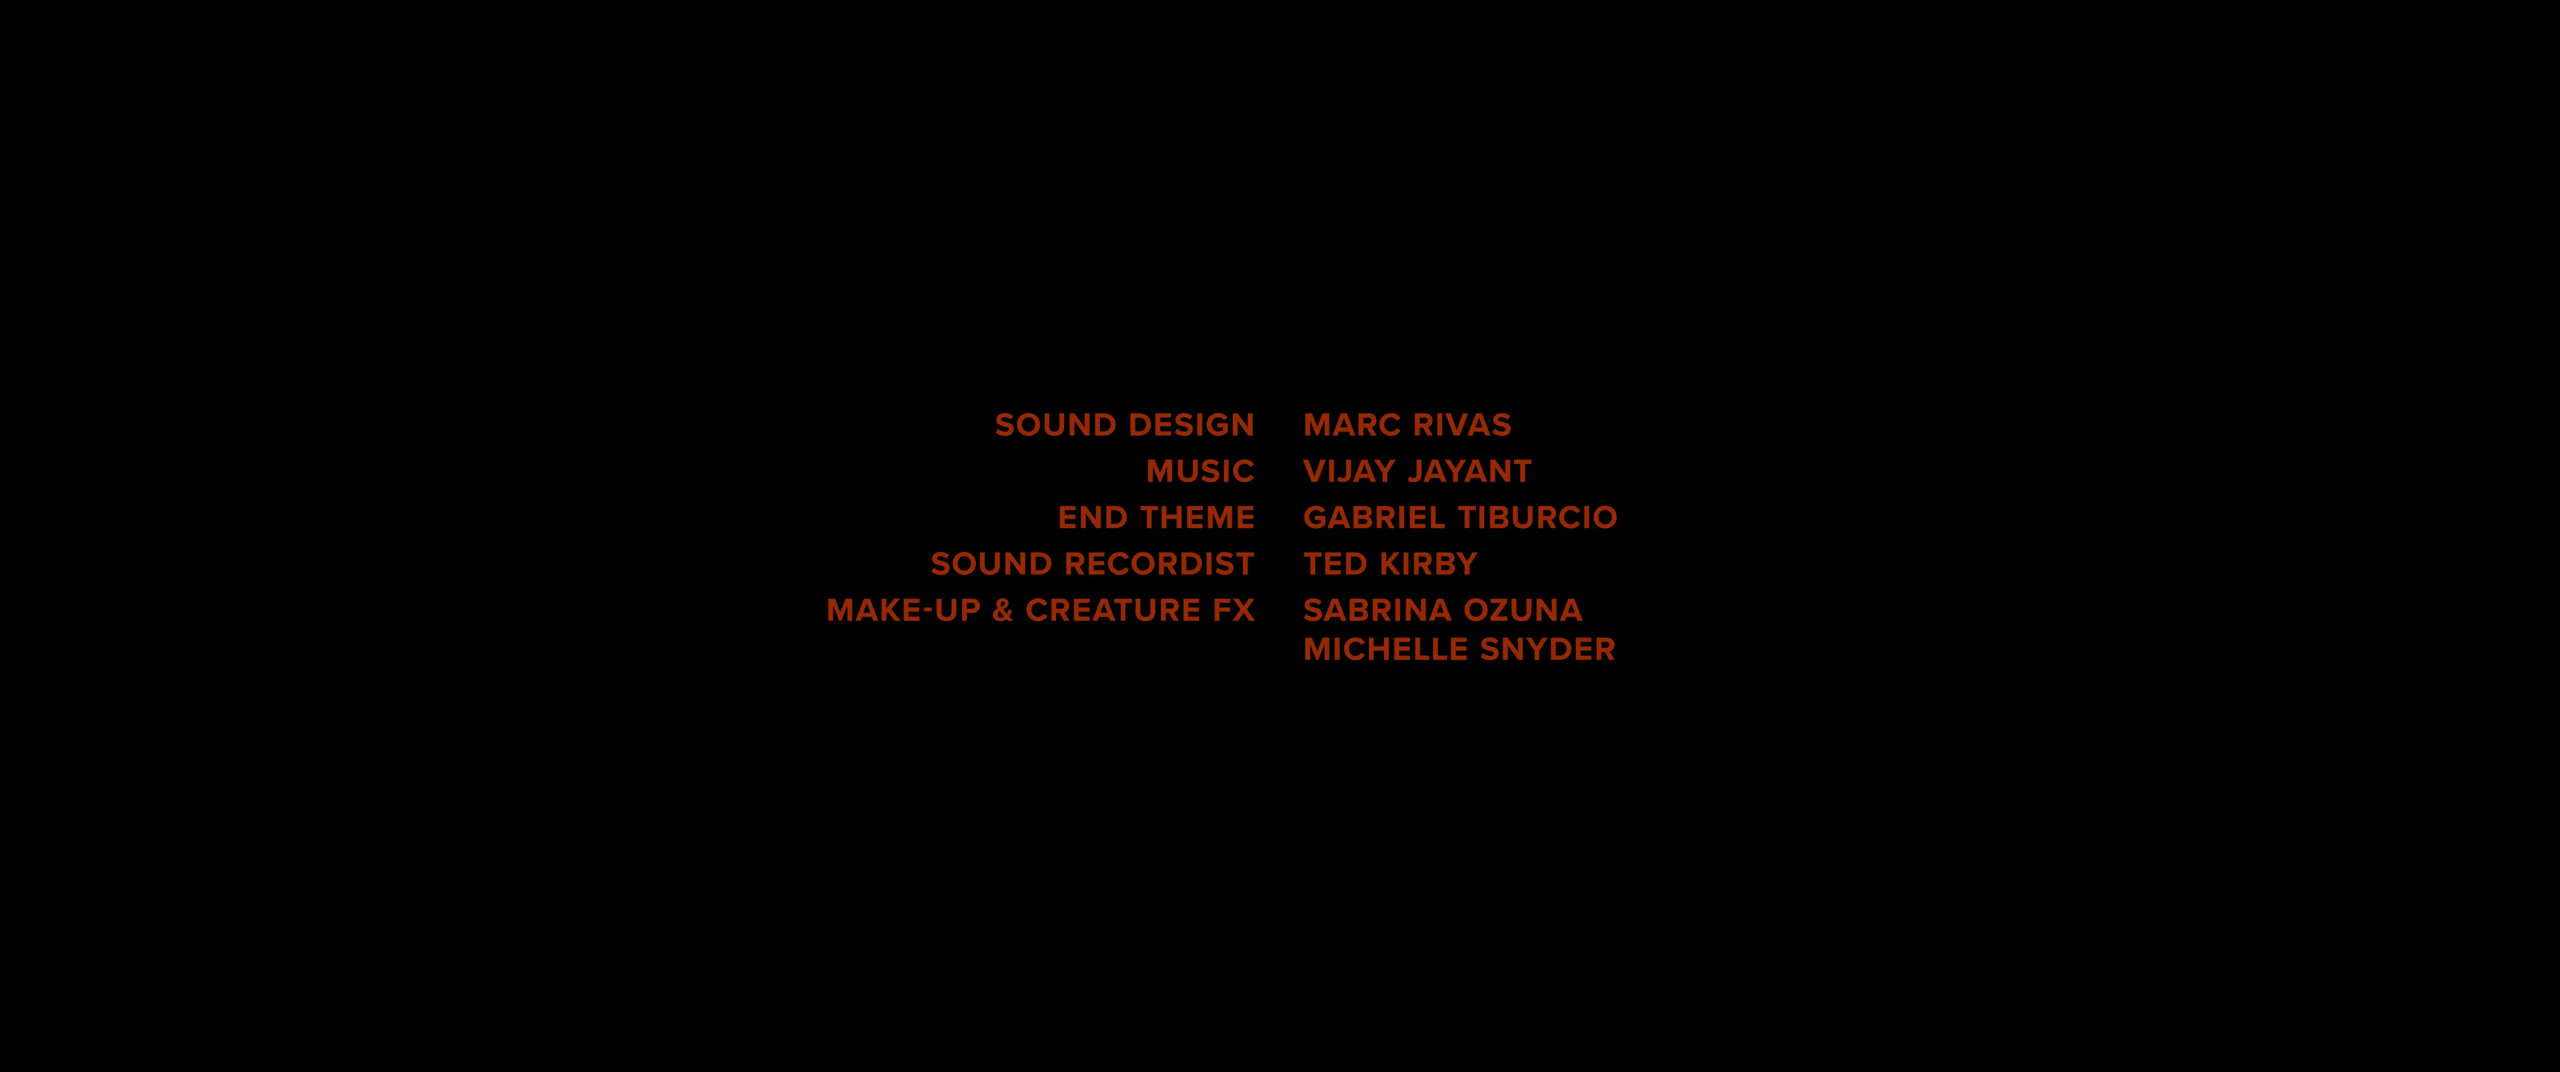 SOUND DESIGN MARC RIVAS
MUSIC VIJAY JAYANT
END THEME GABRIEL TIBURCIO
SOUND RECORDIST TED KIRBY
MAKE-UP & CREATURE FX SABRINA OZUNA
MICHELLE SNYDER